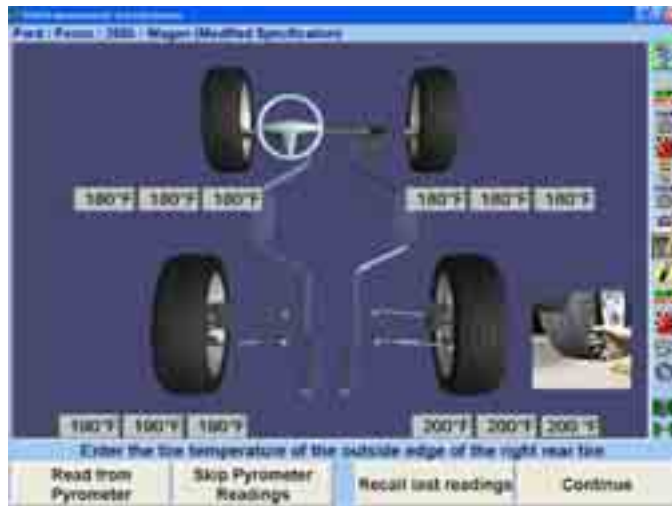 Ford : Focus : 2000 : Wagon (Modified Specification)
180°F 180°F 180°F 180°F 180°F 180°F
190°F 190°F 190°F 200°F 200°F 200°F
Enter the tire temperature of the outside edge of the right rear tire
Read from Pyrometer
Skip Pyrometer Readings
Recall last readings
Continue